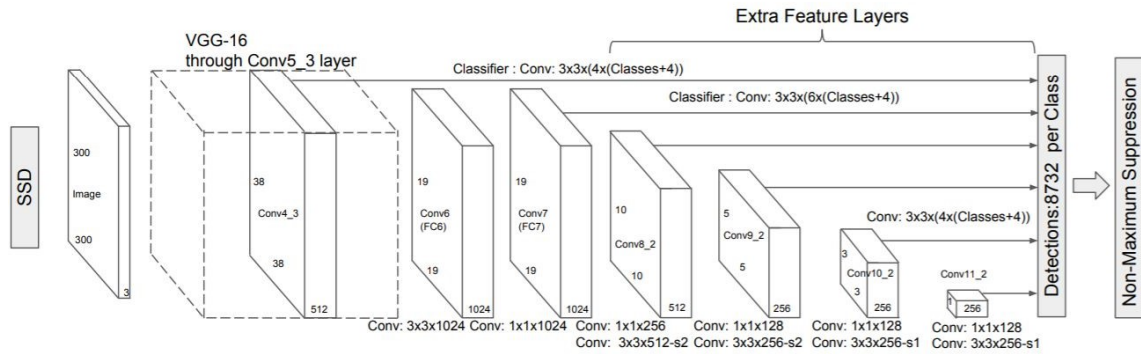 Extra Feature Layers
VGG-16
through Conv5_3 layer
Classifier : Conv: 3x3x(4x(Classes+4))
Classifier : Conv: 3x3x(6x(Classes+4))
SSD
300
Image
300
3
38
Conv4_3
38
512
19
Conv6
(FC6)
19
1024
19
Conv7
(FC7)
19
1024
10
Conv8_2
10
512
5
Conv9_2
5
256
Conv: 3x3x(4x(Classes+4))
3
Conv10_2
3
256
Conv11_2
1
256
Detections:8732 per Class
Non-Maximum Suppression
Conv: 3x3x1024
Conv: 1x1x1024
Conv: 1x1x256
Conv: 3x3x512-s2
Conv: 1x1x128
Conv: 3x3x256-s2
Conv: 1x1x128
Conv: 3x3x256-s1
Conv: 1x1x128
Conv: 3x3x256-s1